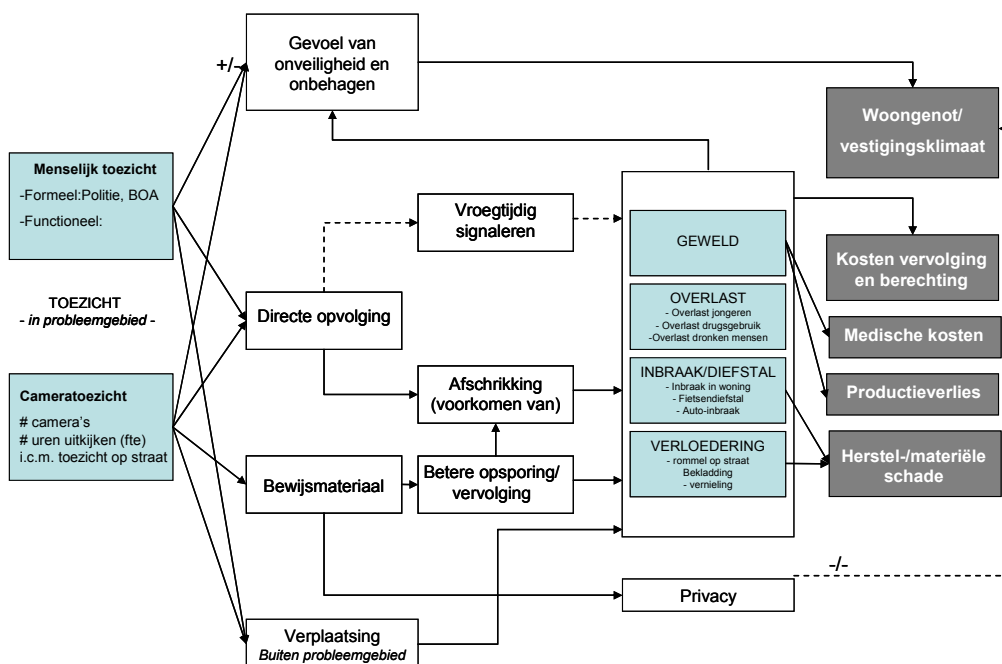 Gevoel van
onveiligheid en
onbehagen
+/-
Woongenot/
vestigingsklimaat
Menselijk toezicht
-Formeel:Politie, BOA
-Functioneel:
Vroegtijdig
signaleren
GEWELD
Kosten vervolging
en berechting
TOEZICHT
- in probleemgebied -
Directe opvolging
OVERLAST
- Overlast jongeren
- Overlast drugsgebruik
-Overlast dronken mensen
Medische kosten
Cameratoezicht
# camera's
# uren uitkijken (fte)
i.c.m. toezicht op straat
Afschrikking
(voorkomen van)
INBRAAK/DIEFSTAL
- Inbraak in woning
- Fietsendiefstal
- Auto-inbraak
Productieverlies
Bewijsmateriaal
Betere opsporing/
vervolging
VERLOEDERING
- rommel op straat
Bekladding
- vernieling
Herstel-/materiële
schade
-/-
Privacy
Verplaatsing
Buiten probleemgebied